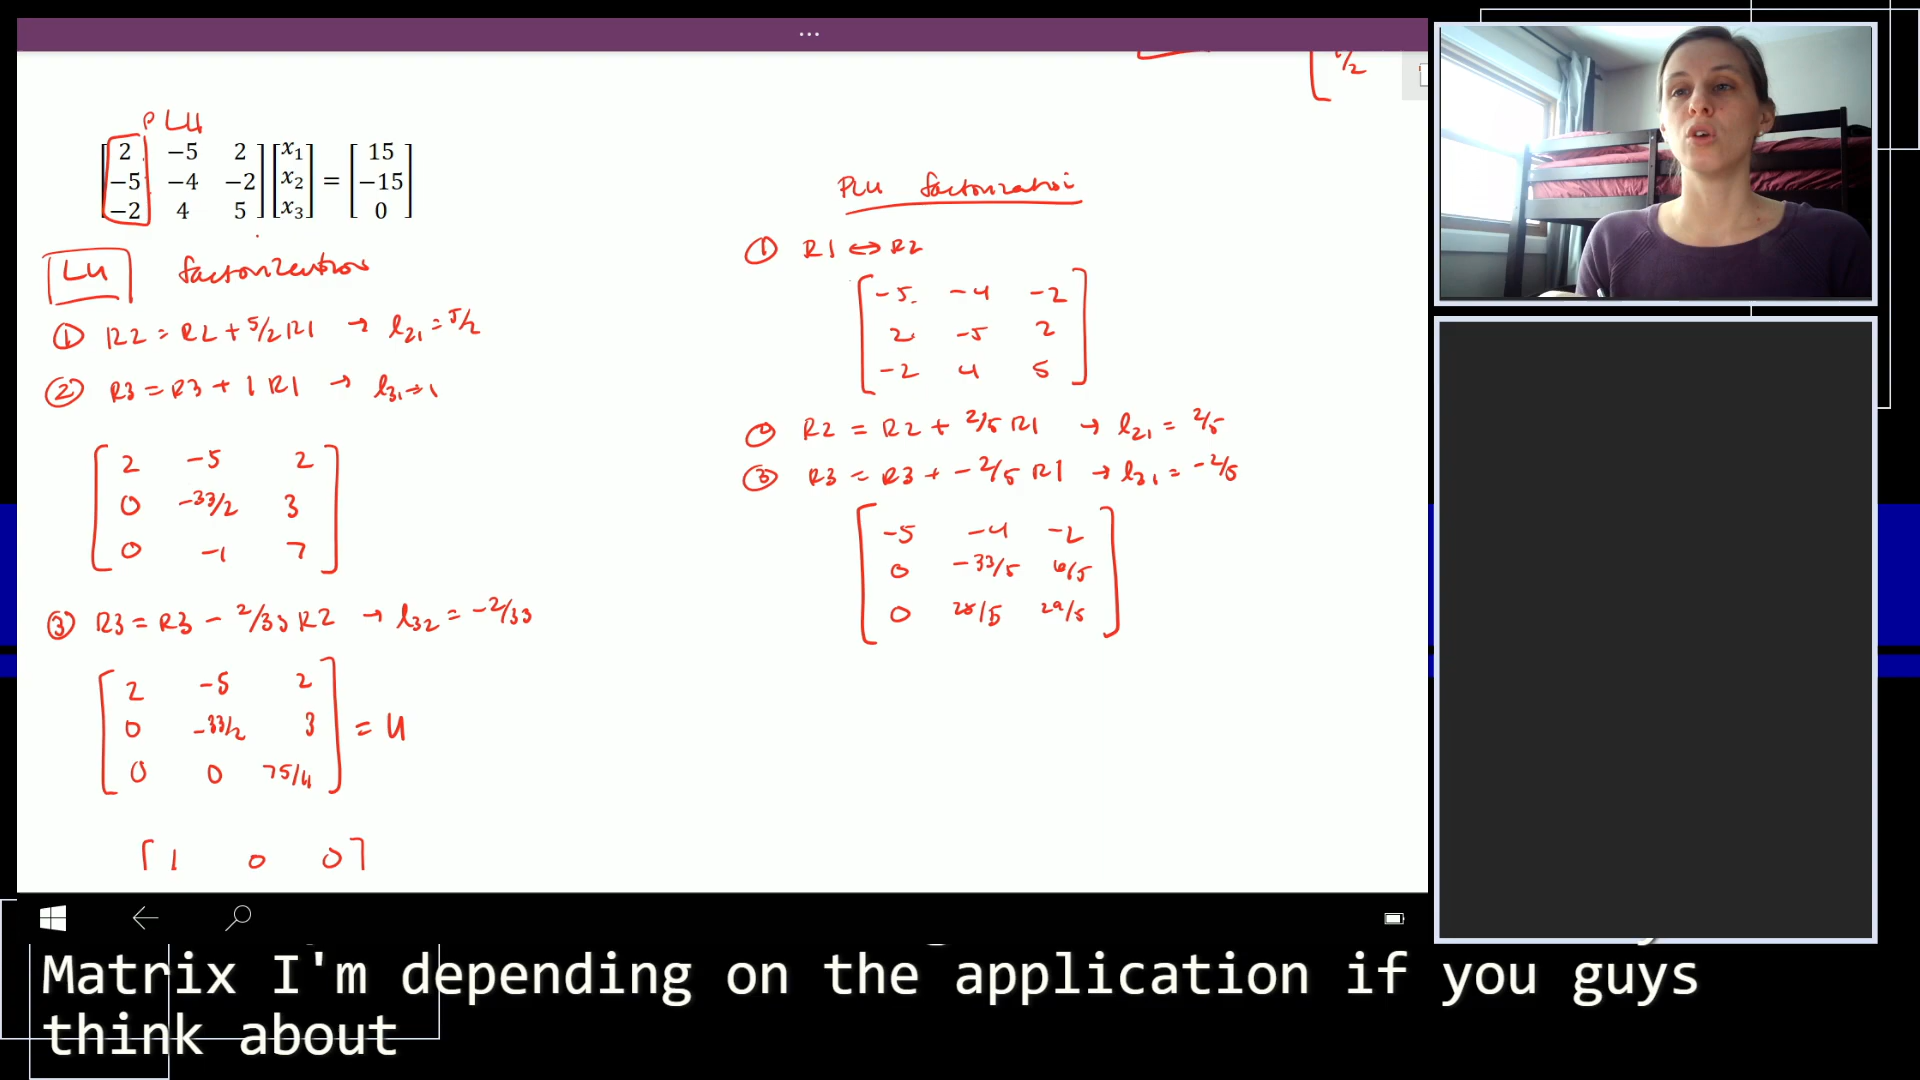 ...
1/2
PLU
2 -5 2 x1 15
-5 -4 -2 x2 = -15
-2 4 5 x3 0
LU factorization
① R2 = R2 + 5/2 R1 → l21 = 5/2
② R3 = R3 + 1 R1 → l31 → 1
2 -5 2
0 -33/2 3
0 -1 7
③ R3 = R3 - 2/33 R2 → l32 = -2/33
2 -5 2
0 -33/2 3 = U
0 0 75/11
1 0 0
PLU factorization
① R1 ↔ R2
-5 -4 -2
2 -5 2
-2 4 5
R2 = R2 + 2/5 R1 → l21 = 2/5
③ R3 = R3 + -2/5 R1 → l31 = -2/5
-5 -4 -2
0 -33/5 6/5
0 28/5 29/5
Matrix I'm depending on the application if you guys
think about